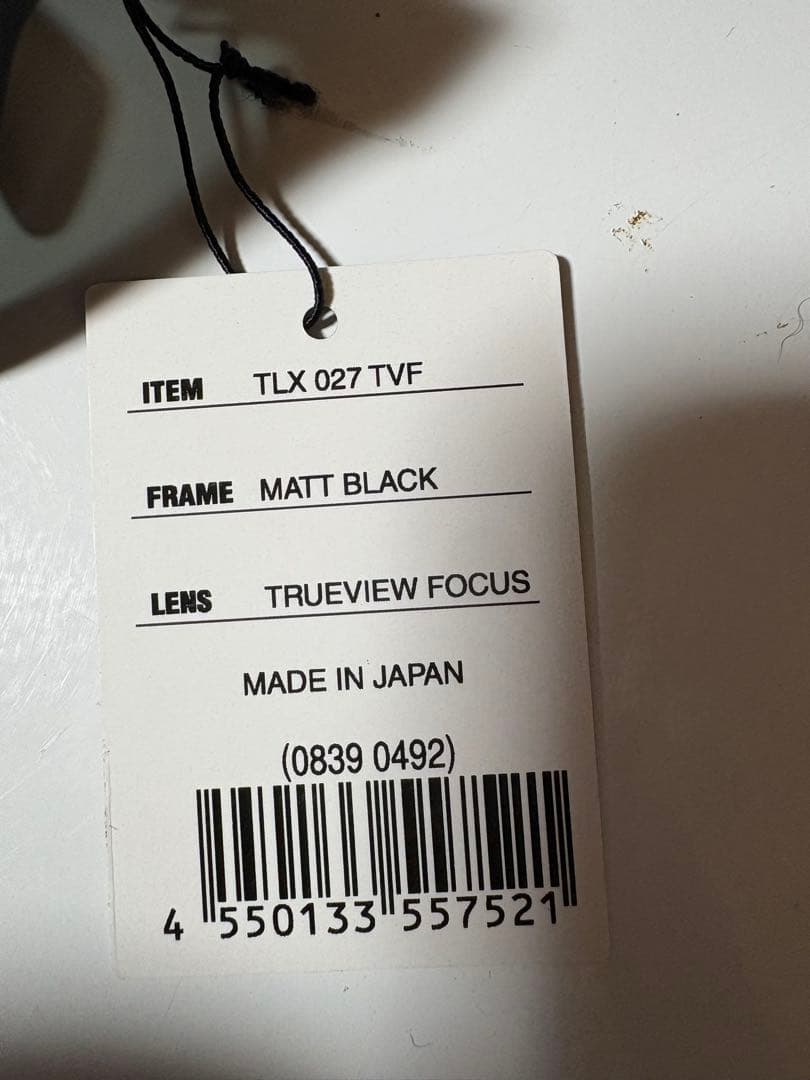 ITEM TLX 027 TVF
FRAME MATT BLACK
LENS TRUEVIEW FOCUS
MADE IN JAPAN
(0839 0492)
4 550133 557521